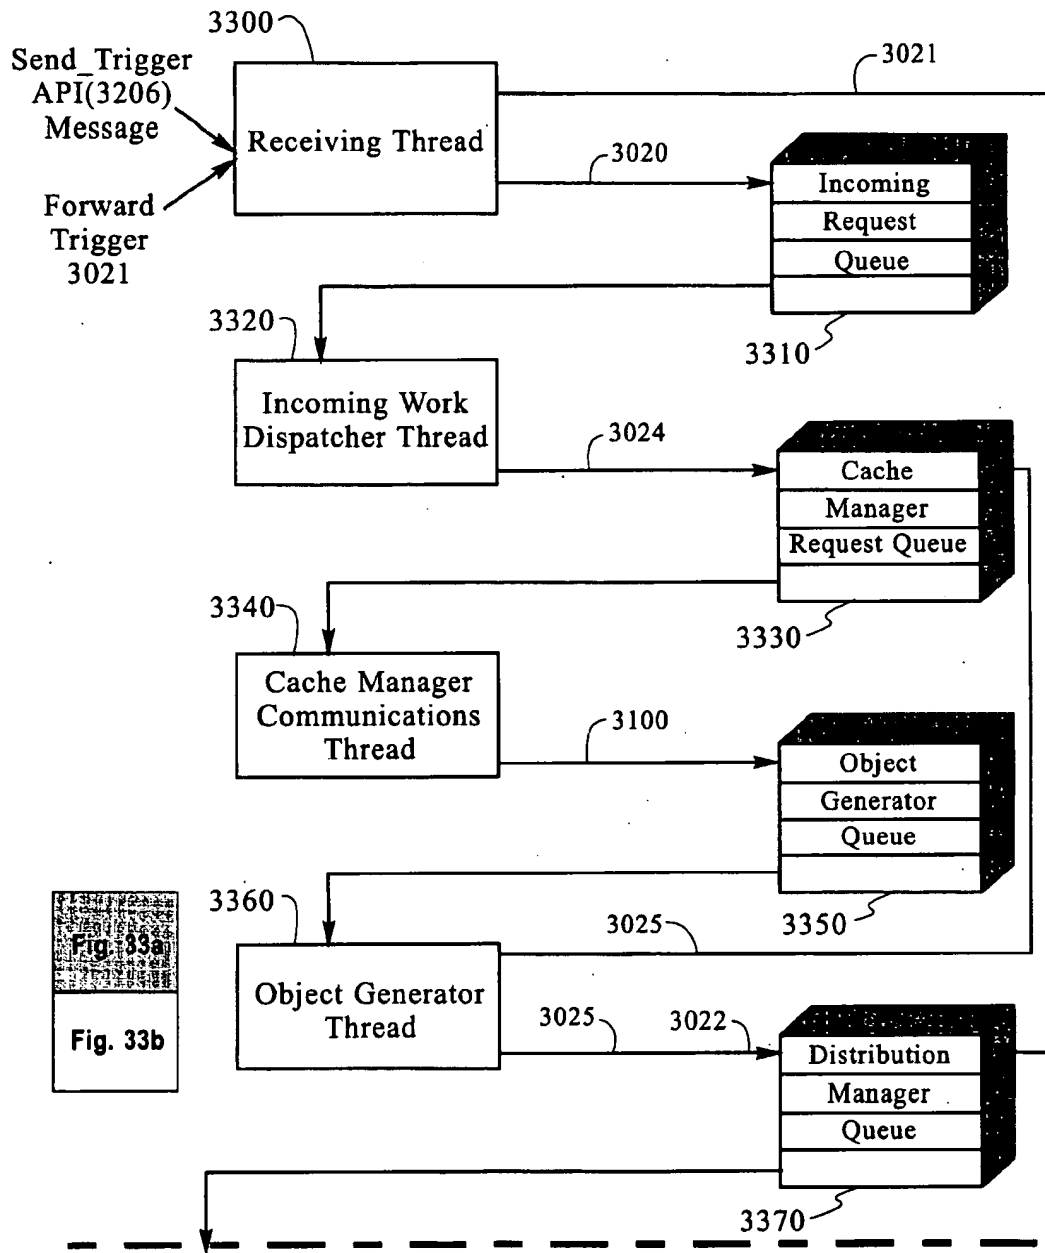 3300
Send_Trigger
API(3206)
Message
3021
Receiving Thread
3020
Incoming
Request
Queue
Forward
Trigger
3021
3310
3320
Incoming Work
Dispatcher Thread
3024
Cache
Manager
Request Queue
3330
3340
Cache Manager
Communications
Thread
3100
Object
Generator
Queue
3350
3360
3025
Object Generator
Thread
Fig. 33a
Fig. 33b
3025
3022
Distribution
Manager
Queue
3370